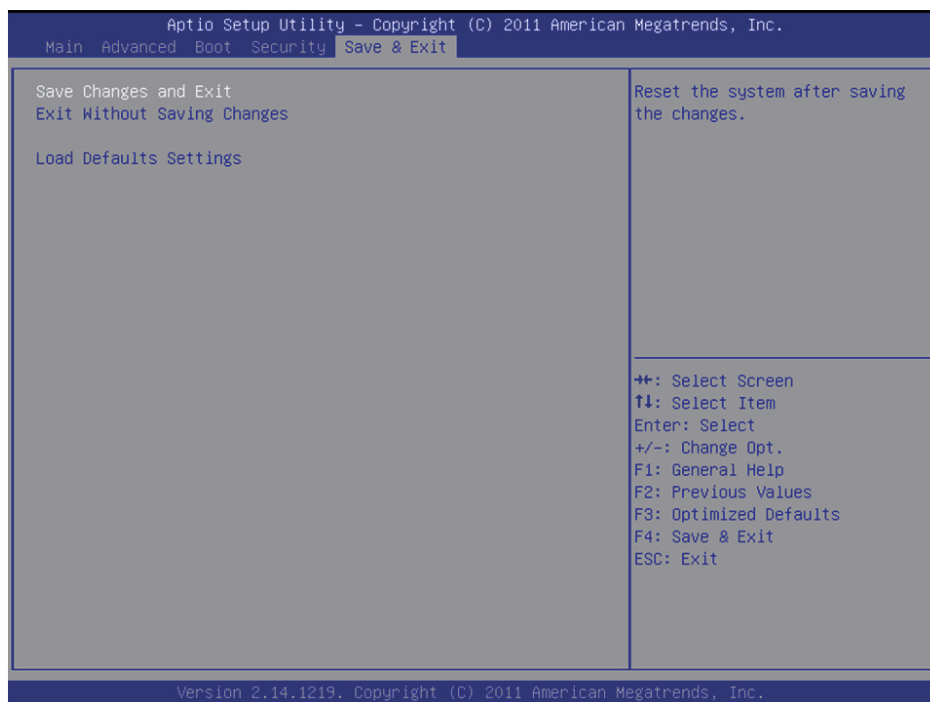 Aptio Setup Utility – Copyright (C) 2011 American Megatrends, Inc.
Main Advanced Boot Security Save & Exit
Save Changes and Exit
Exit Without Saving Changes
Load Defaults Settings
Reset the system after saving
the changes.
→←: Select Screen
↑↓: Select Item
Enter: Select
+/-: Change Opt.
F1: General Help
F2: Previous Values
F3: Optimized Defaults
F4: Save & Exit
ESC: Exit
Version 2.14.1219. Copyright (C) 2011 American Megatrends, Inc.